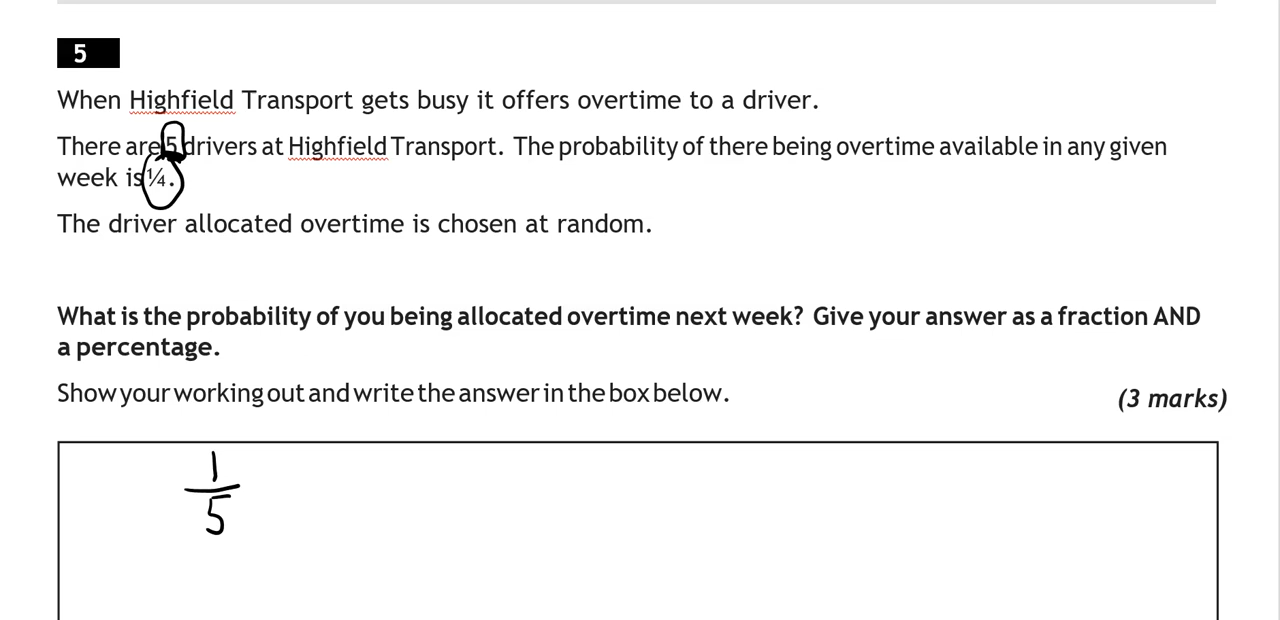 5
When Highfield Transport gets busy it offers overtime to a driver.
There are 5 drivers at Highfield Transport. The probability of there being overtime available in any given
week is ¼.
The driver allocated overtime is chosen at random.
What is the probability of you being allocated overtime next week? Give your answer as a fraction AND
a percentage.
Show your working out and write the answer in the box below.
(3 marks)
1
5